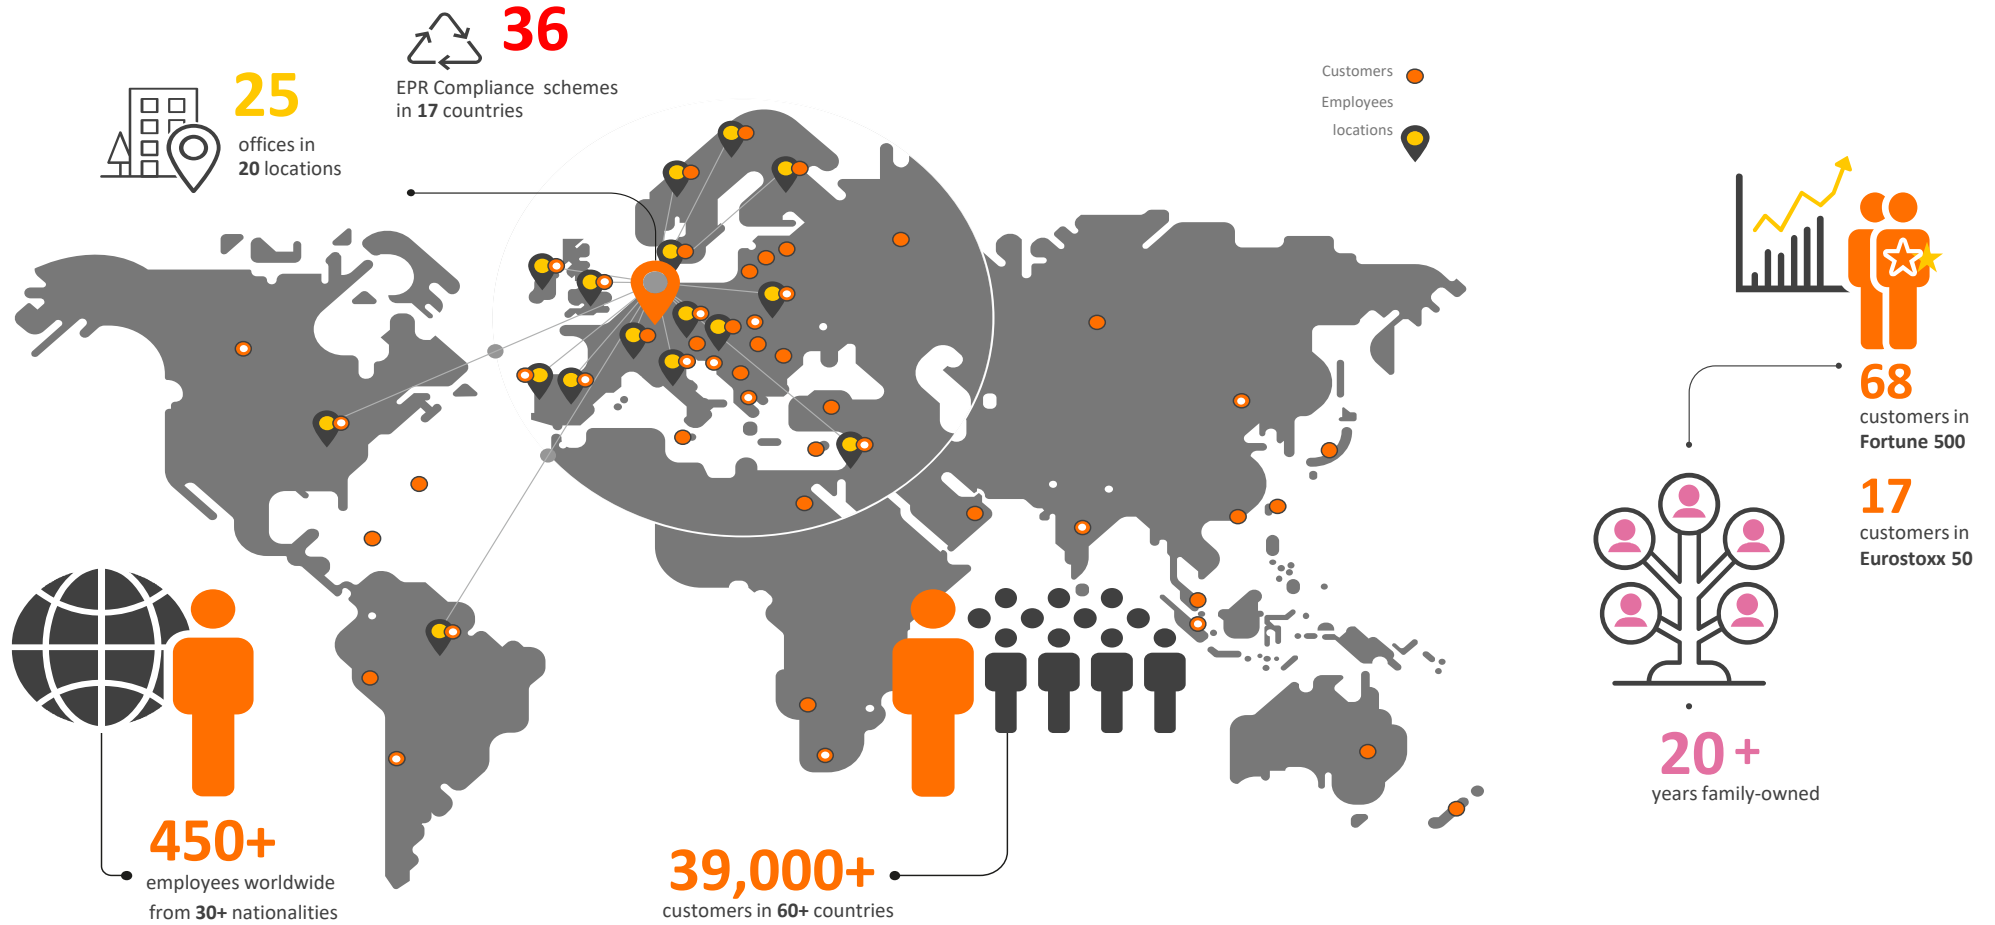 36
EPR Compliance schemes
in 17 countries
25
offices in
20 locations
Customers
Employees
locations
68
customers in
Fortune 500
17
customers in
Eurostoxx 50
20 +
years family-owned
450+
employees worldwide
from 30+ nationalities
39,000+
customers in 60+ countries